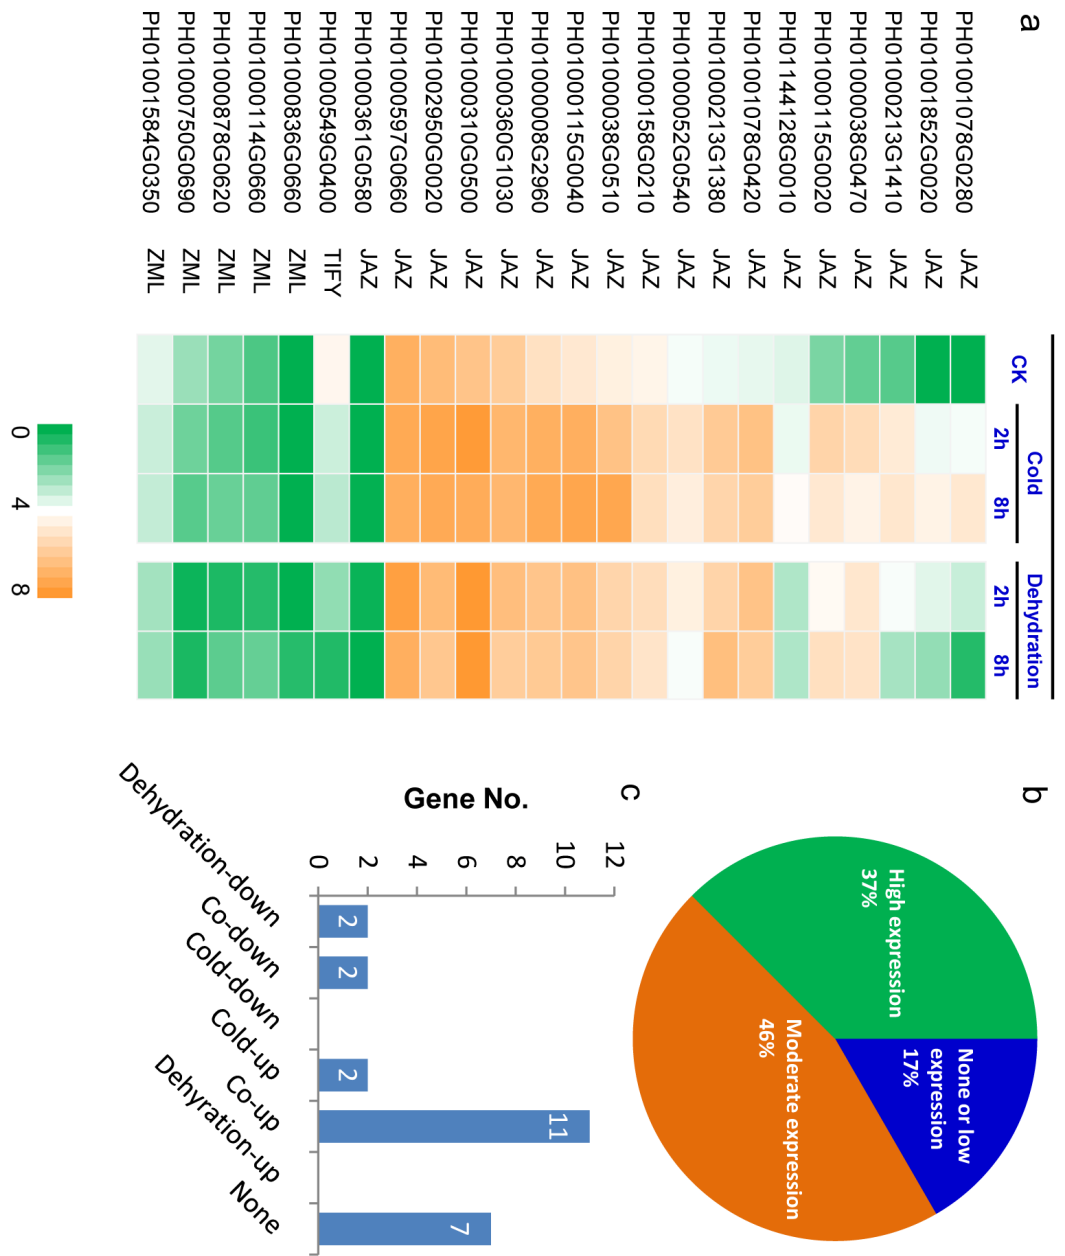 a
Cold Dehydration
CK 2h 8h 2h 8h
PH01001078G0280 JAZ
PH01001852G0020 JAZ
PH01000213G1410 JAZ
PH01000038G0470 JAZ
PH01000115G0020 JAZ
PH01144128G0010 JAZ
PH01001078G0420 JAZ
PH01000213G1380 JAZ
PH01000052G0540 JAZ
PH01000158G0210 JAZ
PH01000038G0510 JAZ
PH01000115G0040 JAZ
PH01000008G2960 JAZ
PH01000360G1030 JAZ
PH01000310G0500 JAZ
PH01002950G0020 JAZ
PH01000597G0660 JAZ
PH01000361G0580 JAZ
PH01000549G0400 TIFY
PH01000836G0660 ZML
PH01001114G0660 ZML
PH01000878G0620 ZML
PH01000750G0690 ZML
PH01001584G0350 ZML
0 4 8
b
None or low
expression
17%
High expression
37%
Moderate expression
46%
c
Gene No.
12
10
8
6
4
2
0
2 2 2 11 7
Dehydration-down
Co-down
Cold-down
Cold-up
Co-up
Dehyration-up
None